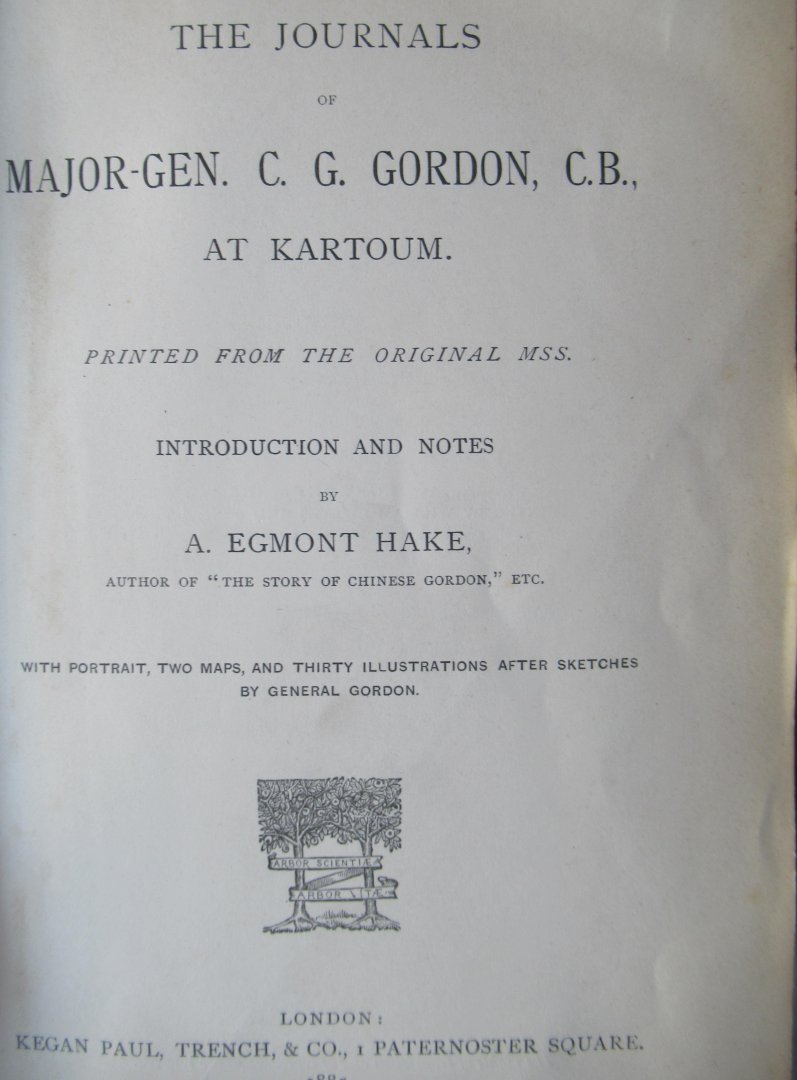 THE JOURNALS
OF
MAJOR-GEN. C. G. GORDON, C.B.,
AT KARTOUM.
PRINTED FROM THE ORIGINAL MSS.
INTRODUCTION AND NOTES
BY
A. EGMONT HAKE,
AUTHOR OF “THE STORY OF CHINESE GORDON,” ETC.
WITH PORTRAIT, TWO MAPS, AND THIRTY ILLUSTRATIONS AFTER SKETCHES
BY GENERAL GORDON.
ARBOR SCIENTIÆ
ARBOR VITÆ
LONDON:
KEGAN PAUL, TRENCH, & CO., 1 PATERNOSTER SQUARE.